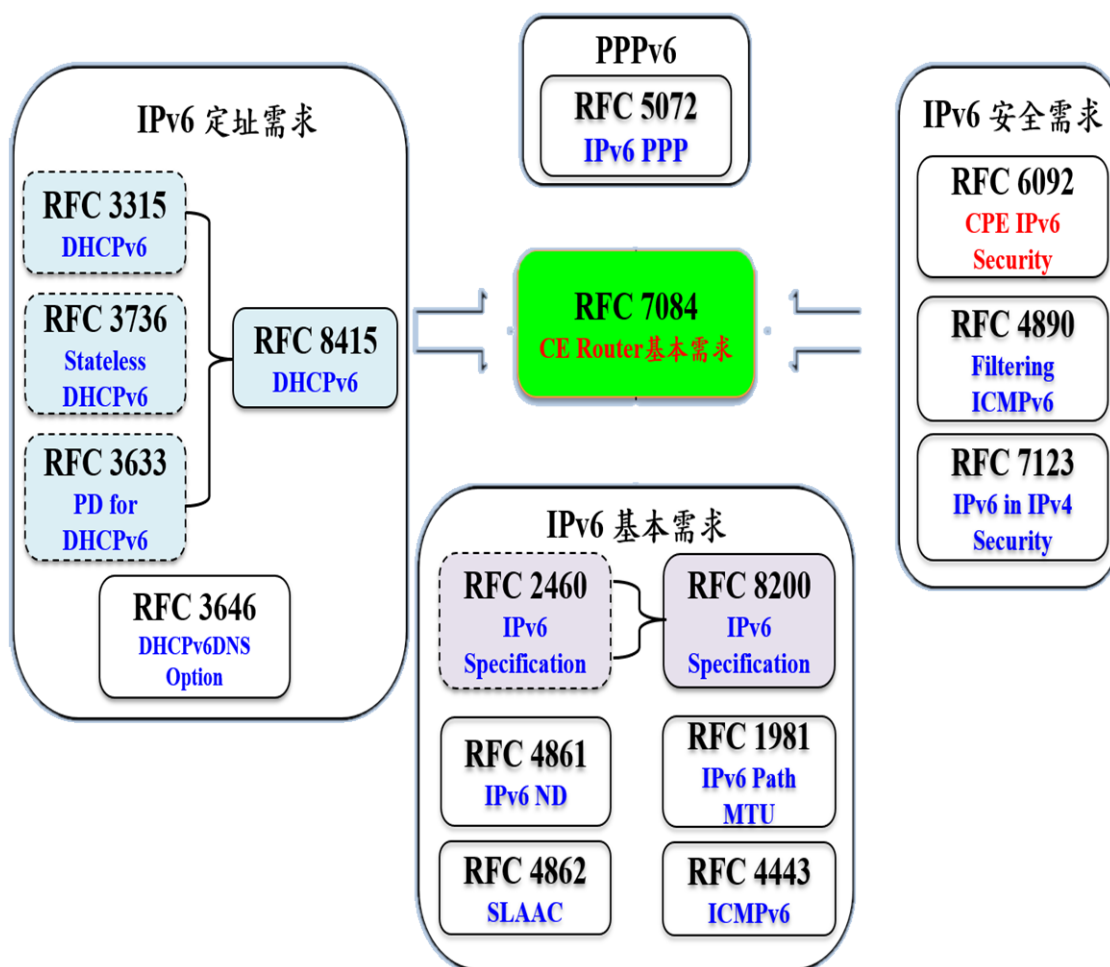 PPPv6
RFC 5072
IPv6 PPP
IPv6 定址需求
RFC 3315
DHCPv6
RFC 3736
Stateless
DHCPv6
RFC 3633
PD for
DHCPv6
RFC 8415
DHCPv6
RFC 3646
DHCPv6DNS
Option
RFC 7084
CE Router基本需求
IPv6 安全需求
RFC 6092
CPE IPv6
Security
RFC 4890
Filtering
ICMPv6
RFC 7123
IPv6 in IPv4
Security
IPv6 基本需求
RFC 2460
IPv6
Specification
RFC 8200
IPv6
Specification
RFC 4861
IPv6 ND
RFC 1981
IPv6 Path
MTU
RFC 4862
SLAAC
RFC 4443
ICMPv6